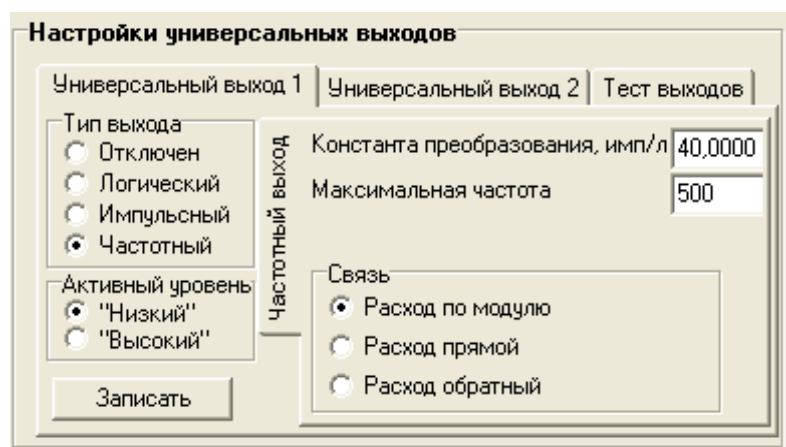 Настройки универсальных выходов
Универсальный выход 1
Универсальный выход 2
Тест выходов
Тип выхода
Отключен
Логический
Импульсный
Частотный
Активный уровень
"Низкий"
"Высокий"
Записать
Частотный выход
Константа преобразования, имп/л 40,0000
Максимальная частота 500
Связь
Расход по модулю
Расход прямой
Расход обратный